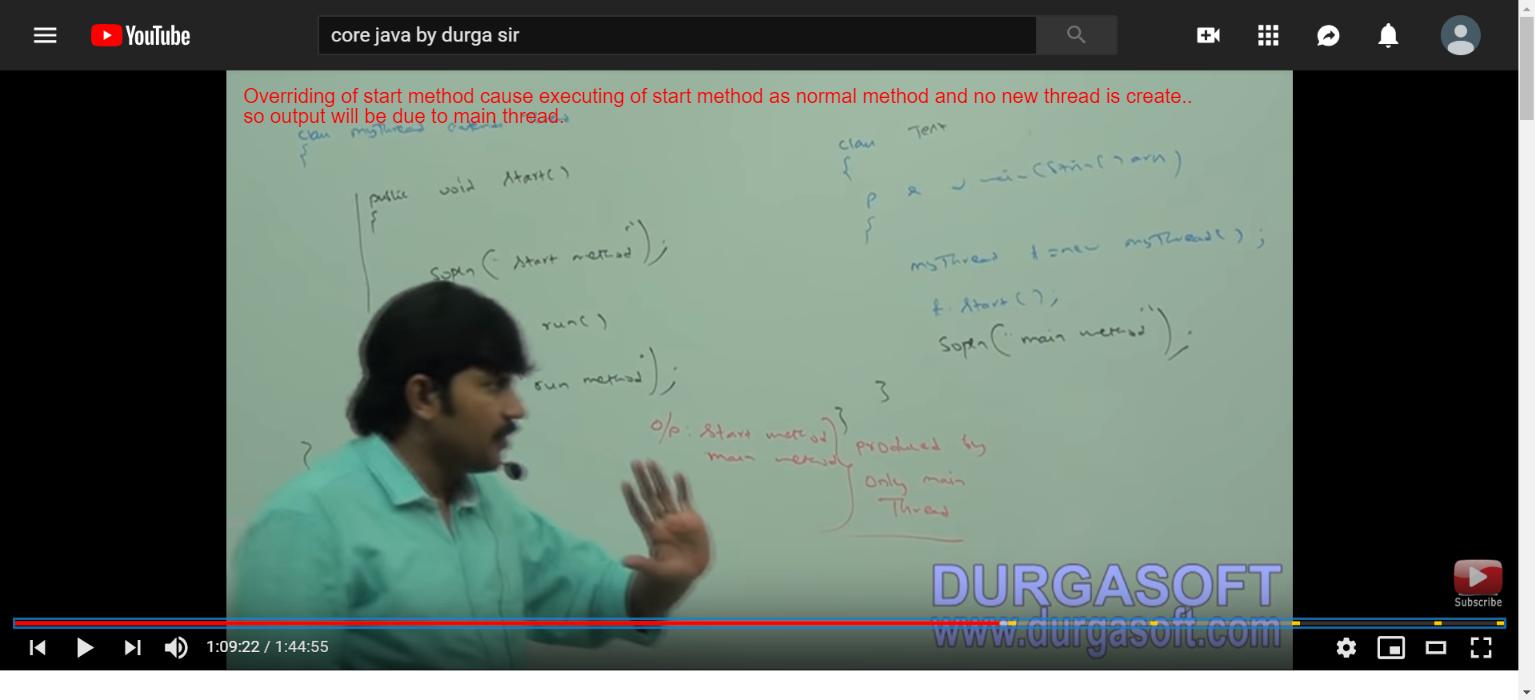 YouTube
core java by durga sir
Overriding of start method cause executing of start method as normal method and no new thread is create..
so output will be due to main thread.
class myThread extends
{
public void start()
{
sopln("start method");
run()
run method");
}
class Test
{
p s v main(String[] args)
{
myThread t = new myThread();
t.start();
sopln("main method");
}
}
o/p: start method
main method
produced by
only main
Thread
DURGASOFT
www.durgasoft.com
Subscribe
1:09:22 / 1:44:55